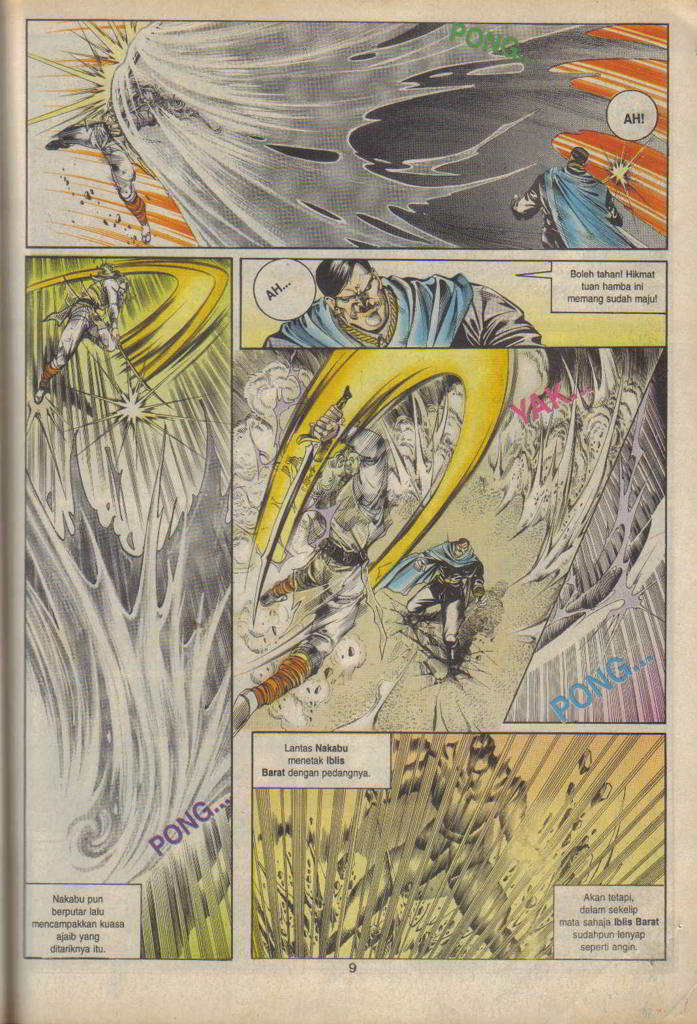 PONG...
AH!
AH...
Boleh tahan! Hikmat
tuan hamba ini
memang sudah maju!
YAK...
PONG...
PONG...
Nakabu pun
berputar lalu
mencampakkan kuasa
ajaib yang
ditariknya itu.
Lantas Nakabu
menetak Iblis
Barat dengan pedangnya.
Akan tetapi,
dalam sekelip
mata sahaja Iblis Barat
sudahpun lenyap
seperti angin.
9